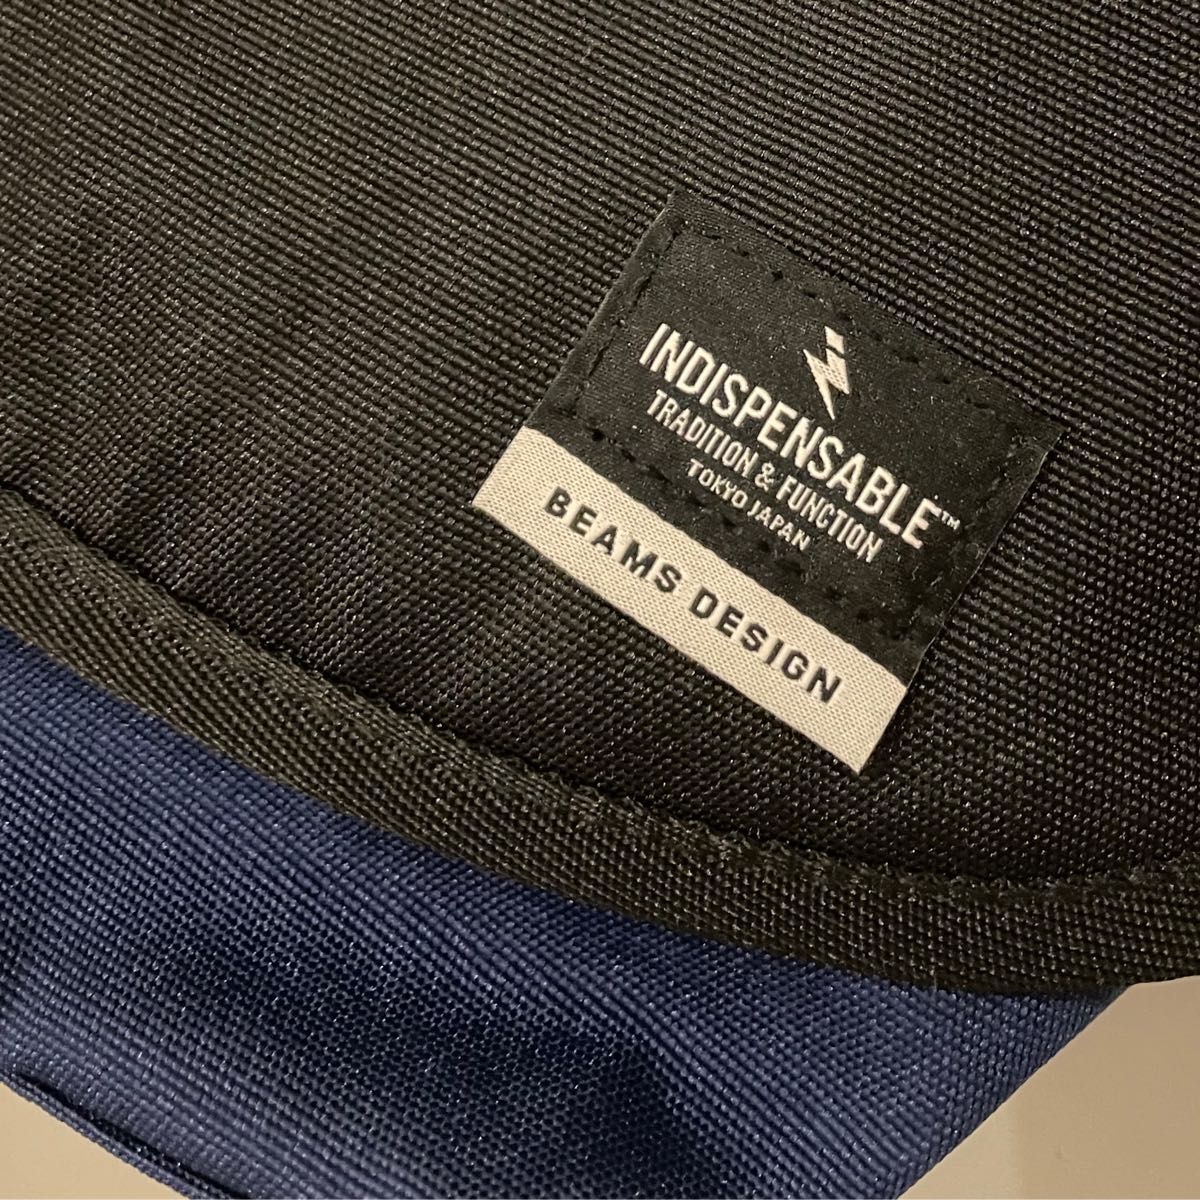 INDISPENSABLE™
TRADITION & FUNCTION
TOKYO JAPAN
BEAMS DESIGN